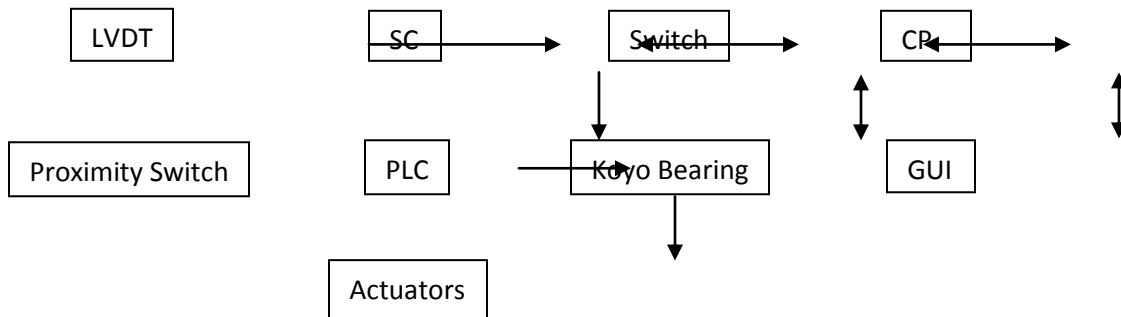 LVDT
SC
Switch
CP
Proximity Switch
PLC
Koyo Bearing
GUI
Actuators